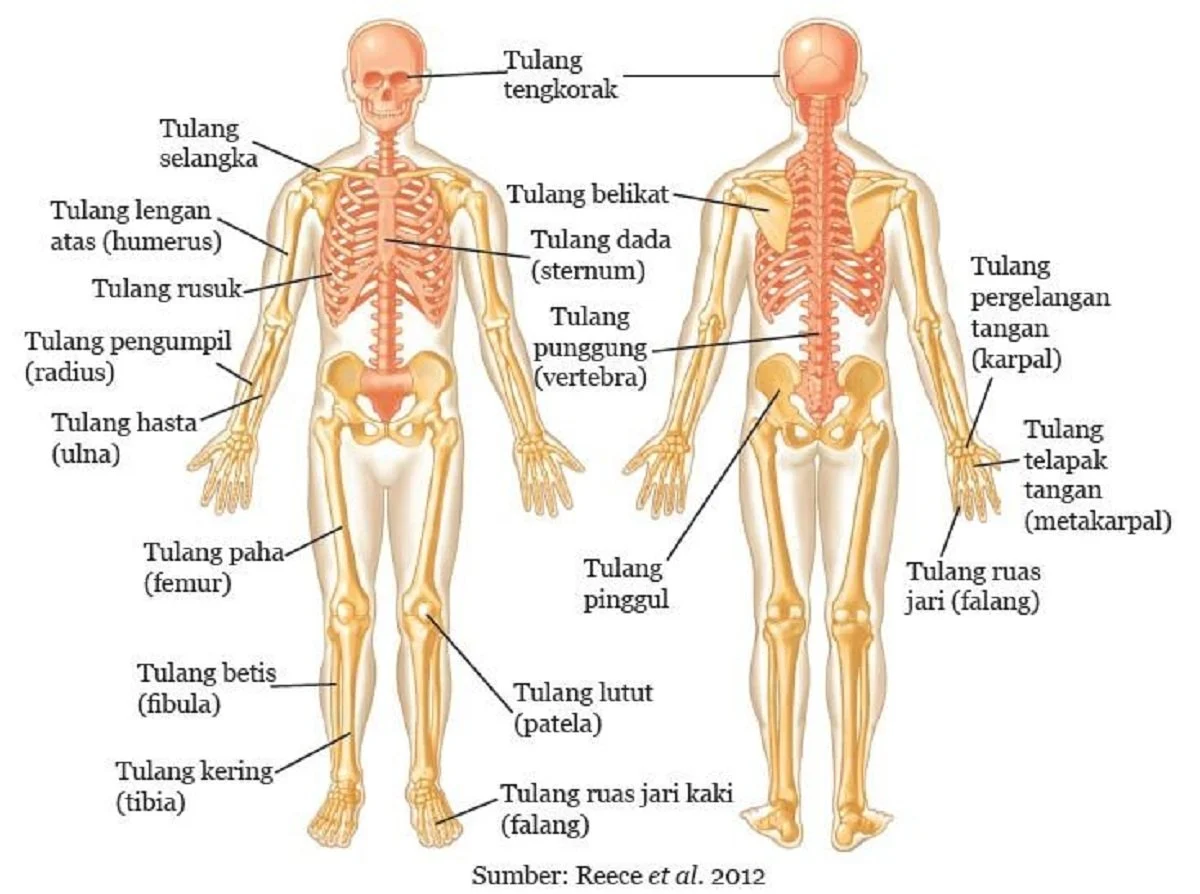 Tulang
tengkorak
Tulang
selangka
Tulang belikat
Tulang lengan
atas (humerus)
Tulang dada
(sternum)
Tulang rusuk
Tulang
pergelangan
tangan
(karpal)
Tulang
punggung
(vertebra)
Tulang pengumpil
(radius)
Tulang hasta
(ulna)
Tulang
telapak
tangan
(metakarpal)
Tulang paha
(femur)
Tulang
pinggul
Tulang ruas
jari (falang)
Tulang betis
(fibula)
Tulang lutut
(patela)
Tulang kering
(tibia)
Tulang ruas jari kaki
(falang)
Sumber: Reece et al. 2012